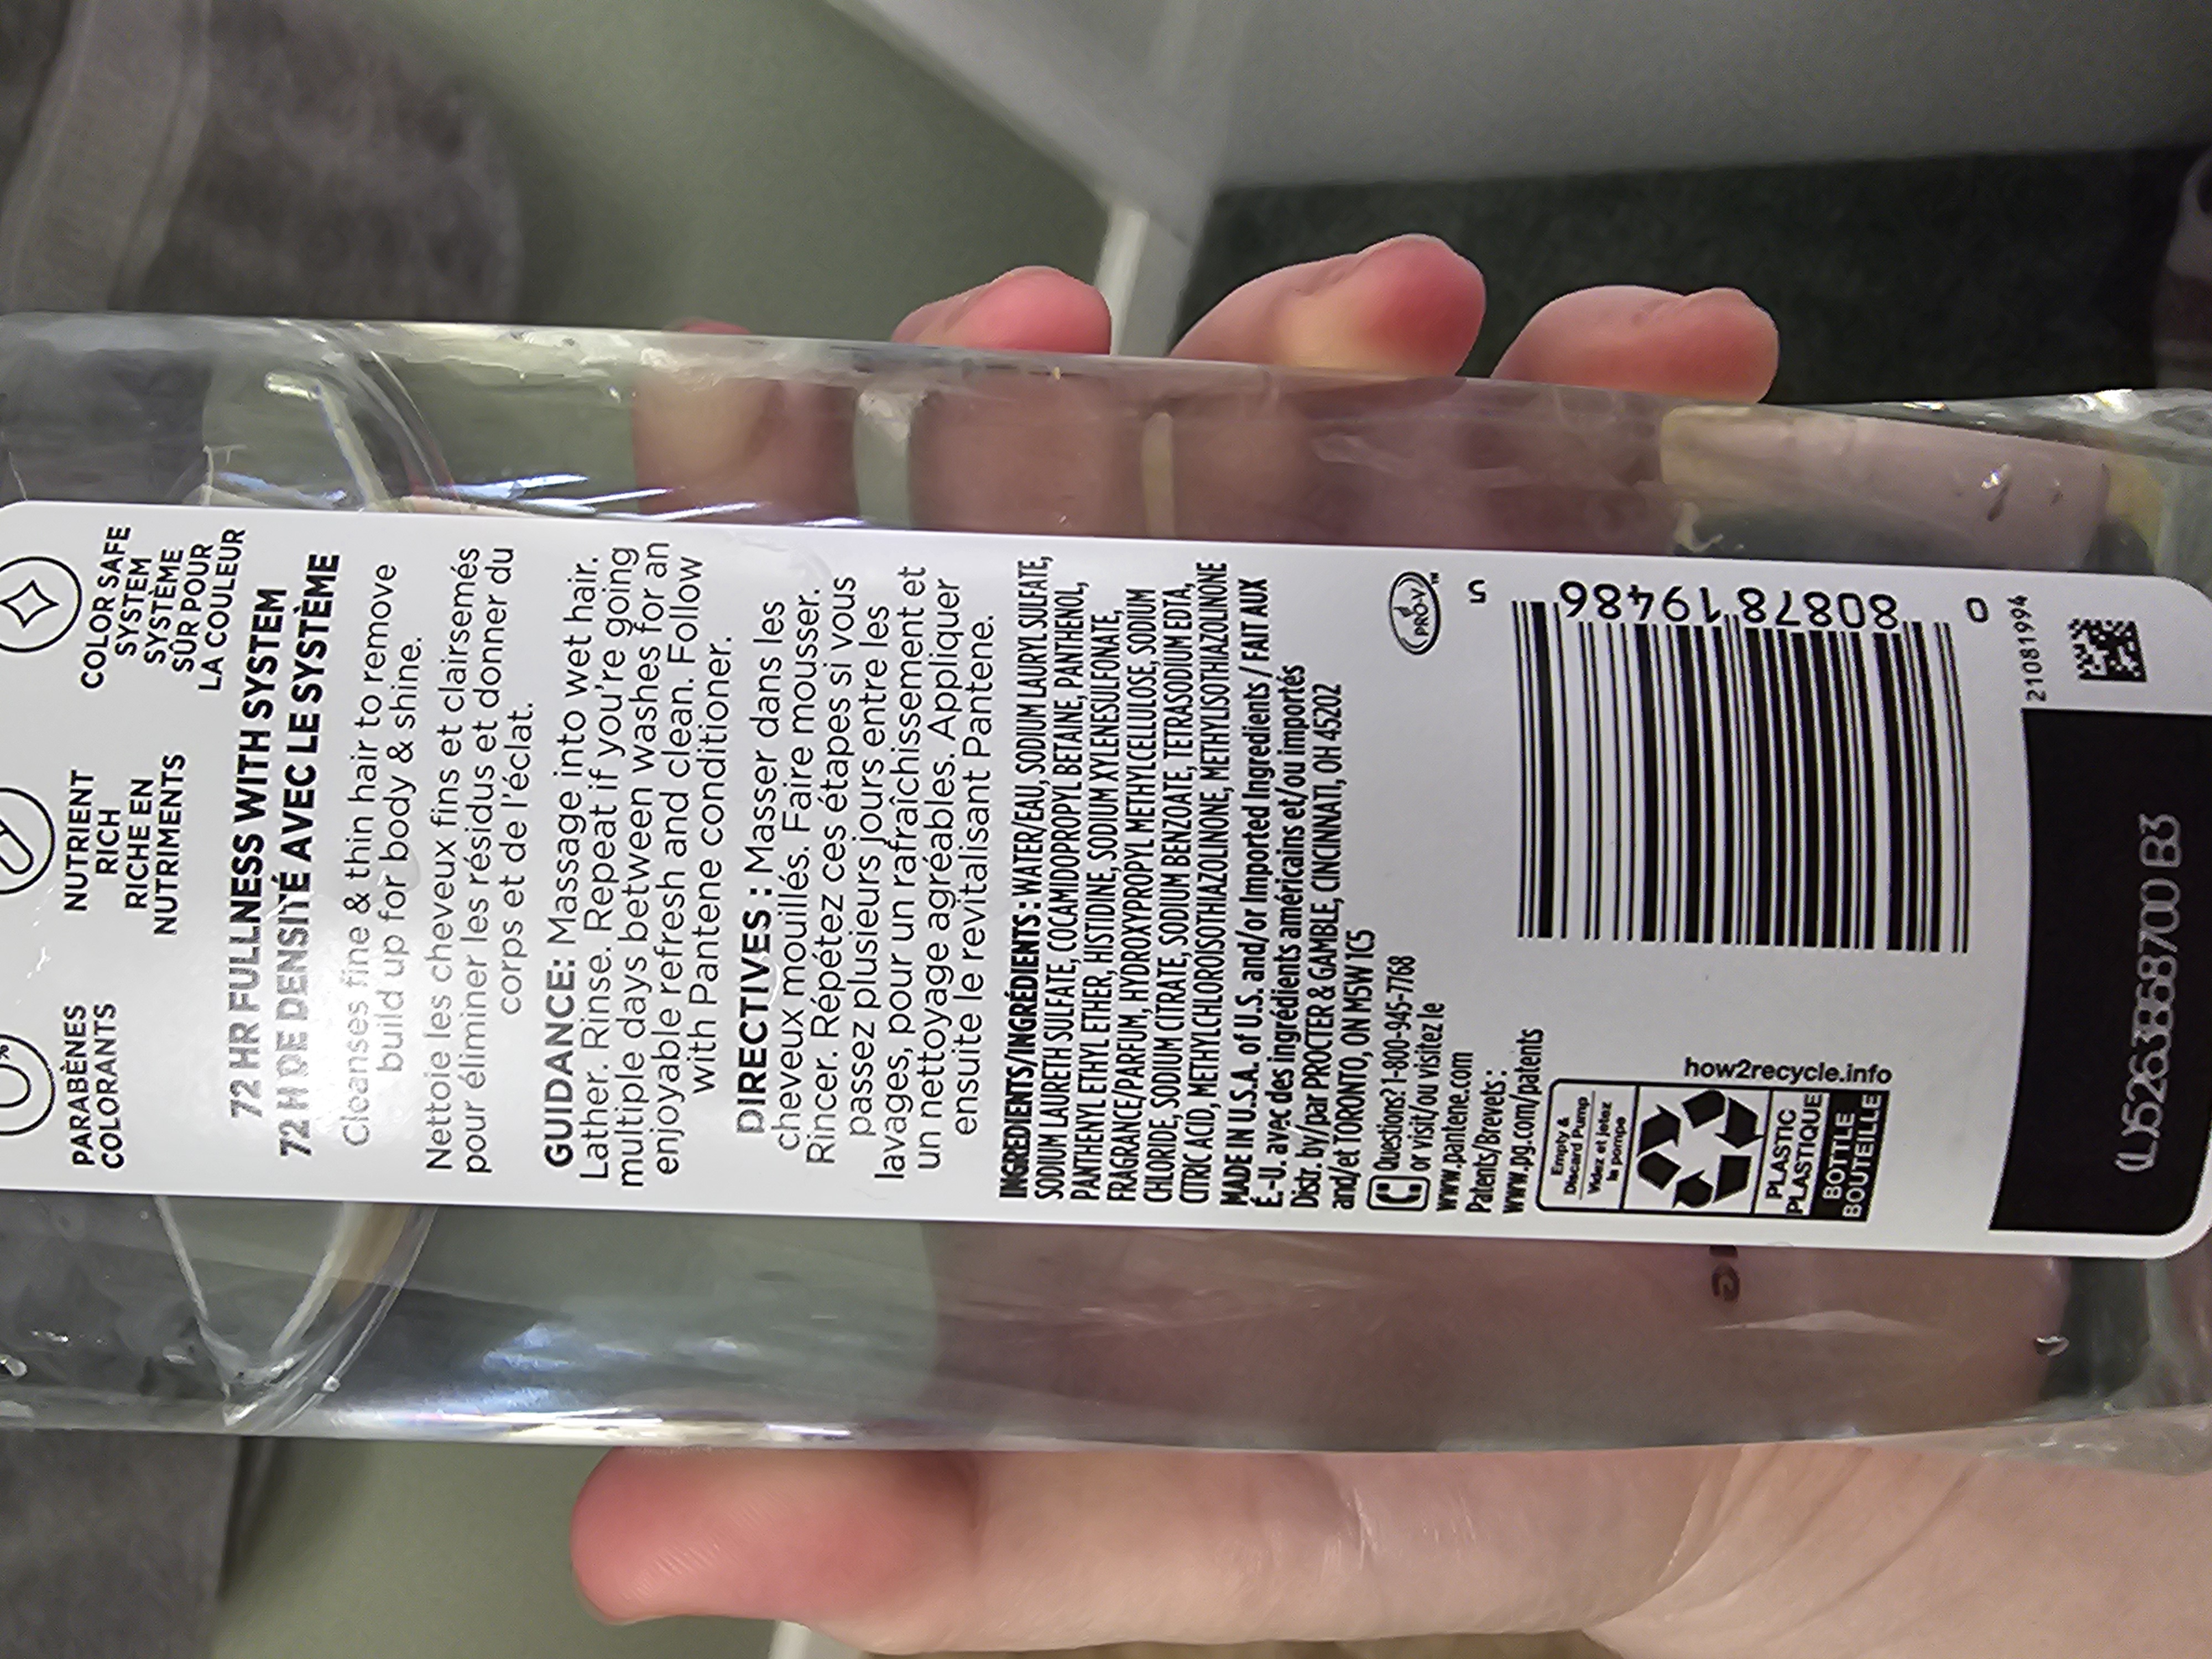 PARABÈNES
COLORANTS
NUTRIENT
RICH
RICHE EN
NUTRIMENTS
COLOR SAFE
SYSTEM
SYSTÈME
SÛR POUR
LA COULEUR
72 HR FULLNESS WITH SYSTEM
72 H DE DENSITÉ AVEC LE SYSTÈME
Cleanses fine & thin hair to remove
build up for body & shine.
Nettoie les cheveux fins et clairsemés
pour éliminer les résidus et donner du
corps et de l'éclat.
GUIDANCE: Massage into wet hair.
Lather. Rinse. Repeat if you're going
multiple days between washes for an
enjoyable refresh and clean. Follow
with Pantene conditioner.
DIRECTIVES : Masser dans les
cheveux mouillés. Faire mousser.
Rincer. Répétez ces étapes si vous
passez plusieurs jours entre les
lavages, pour un rafraîchissement et
un nettoyage agréables. Appliquer
ensuite le revitalisant Pantene.
INGREDIENTS/INGRÉDIENTS : WATER/EAU, SODIUM LAURYL SULFATE,
SODIUM LAURETH SULFATE, COCAMIDOPROPYL BETAINE, PANTHENOL,
PANTHENYL ETHYL ETHER, HISTIDINE, SODIUM XYLENESULFONATE,
FRAGRANCE/PARFUM, HYDROXYPROPYL METHYLCELLULOSE, SODIUM
CHLORIDE, SODIUM CITRATE, SODIUM BENZOATE, TETRASODIUM EDTA,
CITRIC ACID, METHYLCHLOROISOTHIAZOLINONE, METHYLISOTHIAZOLINONE
MADE IN U.S.A. of U.S. and/or Imported Ingredients / FAIT AUX
É.-U. avec des ingrédients américains et/ou importés
Distr. by/par PROCTER & GAMBLE, CINCINNATI, OH 45202
and/et TORONTO, ON M5W 1C5
Questions? 1-800-945-7768
or visit/ou visitez le
www.pantene.com
Patents/Brevets :
www.pg.com/patents
PRO-V™
Empty &
Discard Pump
Videz et jetez
la pompe
PLASTIC
PLASTIQUE
BOTTLE
BOUTEILLE
how2recycle.info
0 80878 19486 5
21081994
(L)5263868700 B3